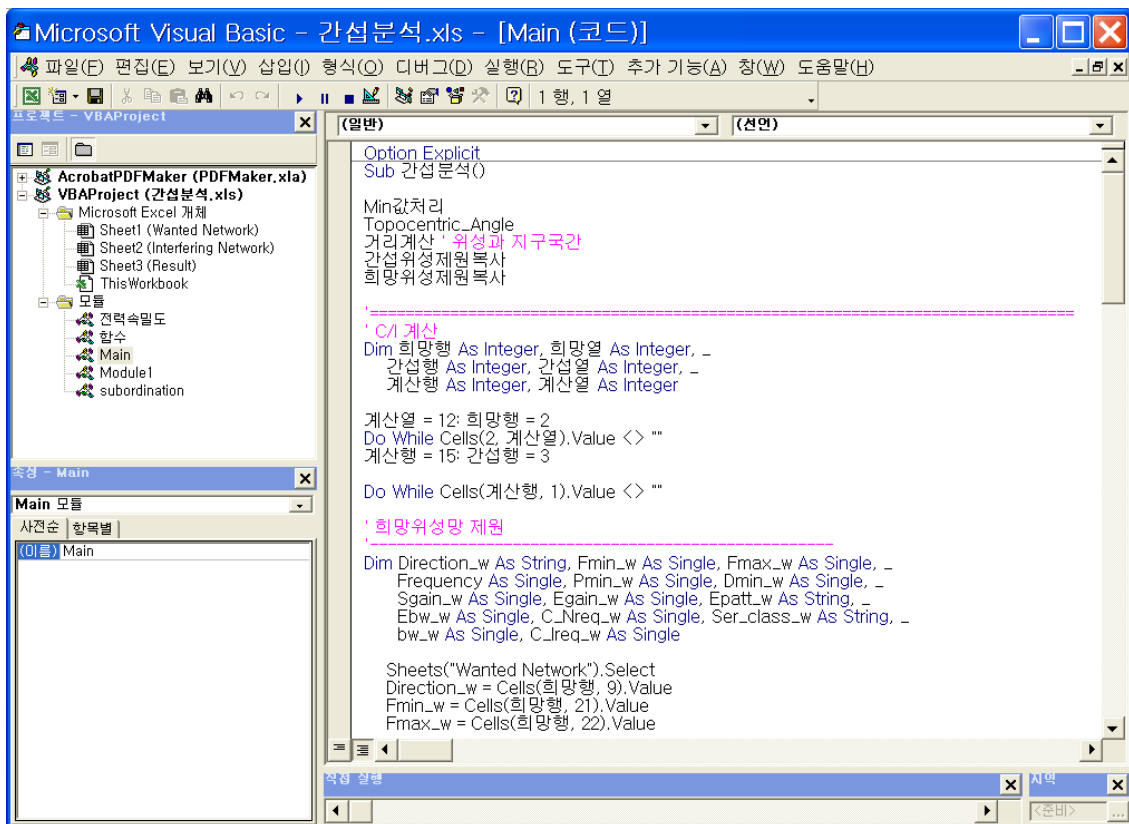 Microsoft Visual Basic - 간섭분석.xls - [Main (코드)]
파일(F) 편집(E) 보기(V) 삽입(I) 형식(O) 디버그(D) 실행(R) 도구(T) 추가 기능(A) 창(W) 도움말(H)
1 행, 1 열
프로젝트 - VBAProject
AcrobatPDFMaker (PDFMaker.xla)
VBAProject (간섭분석.xls)
Microsoft Excel 개체
Sheet1 (Wanted Network)
Sheet2 (Interfering Network)
Sheet3 (Result)
ThisWorkbook
모듈
전력속밀도
함수
Main
Module1
subordination
속성 - Main
Main 모듈
사전순 항목별
(이름) Main
(일반) (선언)
Option Explicit
Sub 간섭분석()
Min값처리
Topocentric_Angle
거리계산 ' 위성과 지구국간
간섭위성제원복사
희망위성제원복사
'==============================================================================
' C/I 계산
Dim 희망행 As Integer, 희망열 As Integer, _
간섭행 As Integer, 간섭열 As Integer, _
계산행 As Integer, 계산열 As Integer
계산열 = 12: 희망행 = 2
Do While Cells(2, 계산열).Value <> ""
계산행 = 15: 간섭행 = 3
Do While Cells(계산행, 1).Value <> ""
' 희망위성망 제원
'---------------------------------------------------
Dim Direction_w As String, Fmin_w As Single, Fmax_w As Single, _
Frequency As Single, Pmin_w As Single, Dmin_w As Single, _
Sgain_w As Single, Egain_w As Single, Epatt_w As String, _
Ebw_w As Single, C_Nreq_w As Single, Ser_class_w As String, _
bw_w As Single, C_Ireq_w As Single
Sheets("Wanted Network").Select
Direction_w = Cells(희망행, 9).Value
Fmin_w = Cells(희망행, 21).Value
Fmax_w = Cells(희망행, 22).Value
직접 실행
지역
<준비>
...